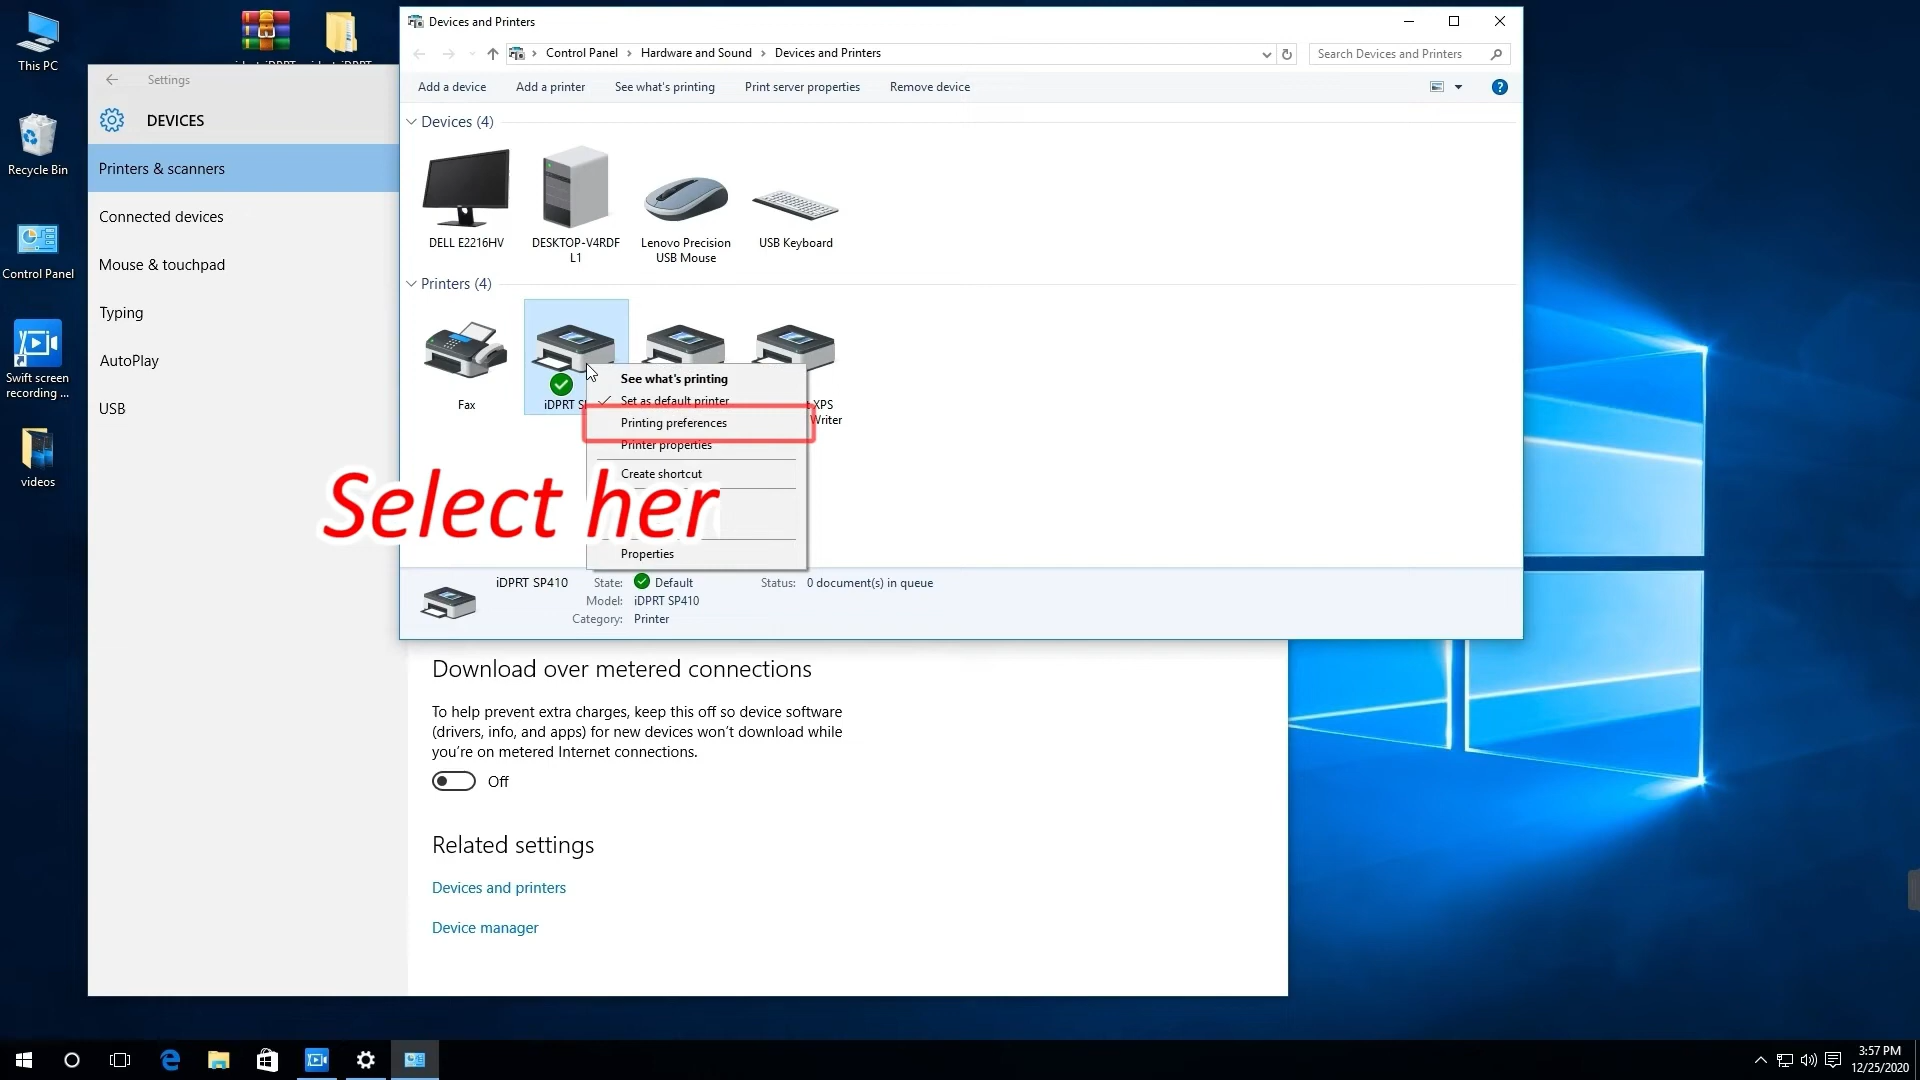 This PC
Recycle Bin
Control Panel
Swift screen
recording ...
videos
Settings
DEVICES
Printers & scanners
Connected devices
Mouse & touchpad
Typing
AutoPlay
USB
Devices and Printers
Control Panel > Hardware and Sound > Devices and Printers
Search Devices and Printers
Add a device
Add a printer
See what's printing
Print server properties
Remove device
?
Devices (4)
DELL E2216HV
DESKTOP-V4RDF
L1
Lenovo Precision
USB Mouse
USB Keyboard
Printers (4)
Fax
iDPRT S
t XPS
Writer
See what's printing
Set as default printer
Printing preferences
Printer properties
Create shortcut
Properties
Select her
iDPRT SP410
State: Default
Model: iDPRT SP410
Category: Printer
Status: 0 document(s) in queue
Download over metered connections
To help prevent extra charges, keep this off so device software
(drivers, info, and apps) for new devices won't download while
you're on metered Internet connections.
Off
Related settings
Devices and printers
Device manager
3:57 PM
12/25/2020